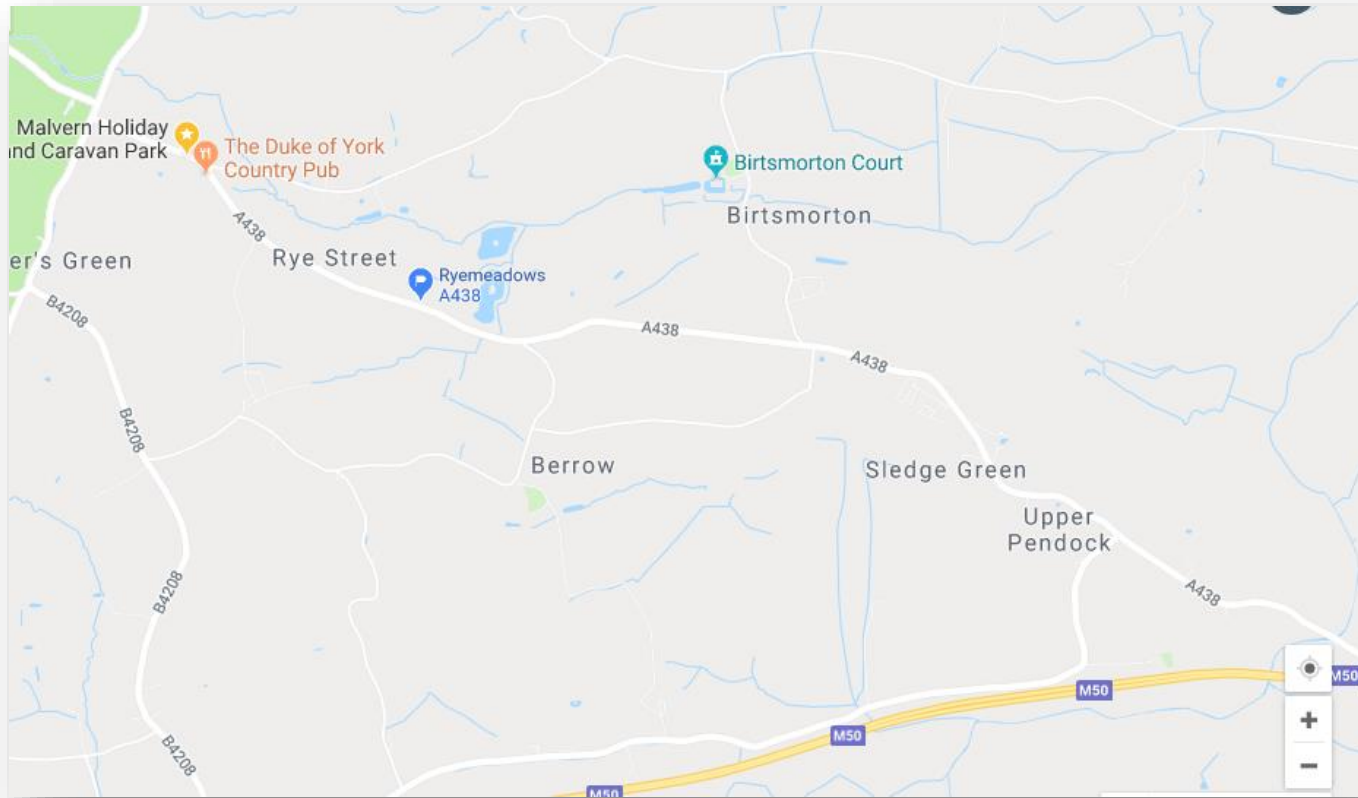 Malvern Holiday
and Caravan Park
The Duke of York
Country Pub
Birtsmorton Court
Birtsmorton
A438
er's Green
Rye Street
Ryemeadows
A438
B4208
A438
A438
B4208
Berrow
Sledge Green
Upper
Pendock
B4208
A438
M50
M50
M50
B4208
M50